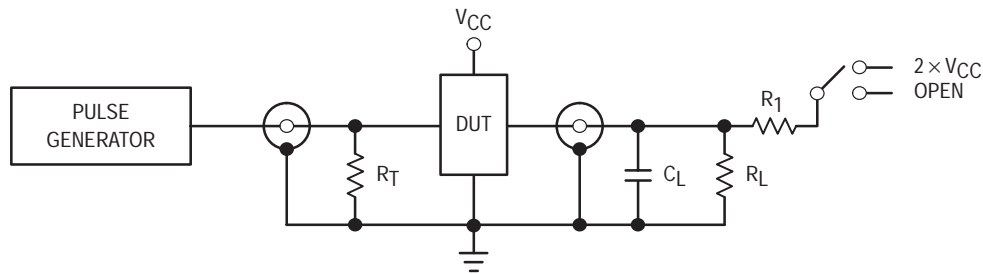 VCC
PULSE
GENERATOR
DUT
RT
CL
RL
R1
2 × VCC
OPEN